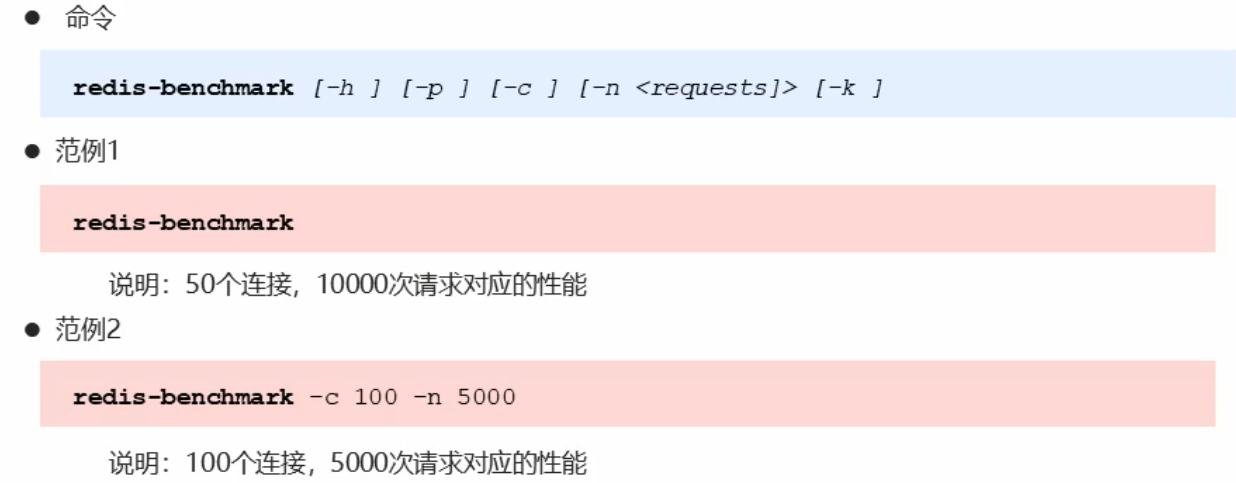 命令
redis-benchmark [-h ] [-p ] [-c ] [-n <requests]> [-k ]
范例1
redis-benchmark
说明：50个连接，10000次请求对应的性能
范例2
redis-benchmark -c 100 -n 5000
说明：100个连接，5000次请求对应的性能